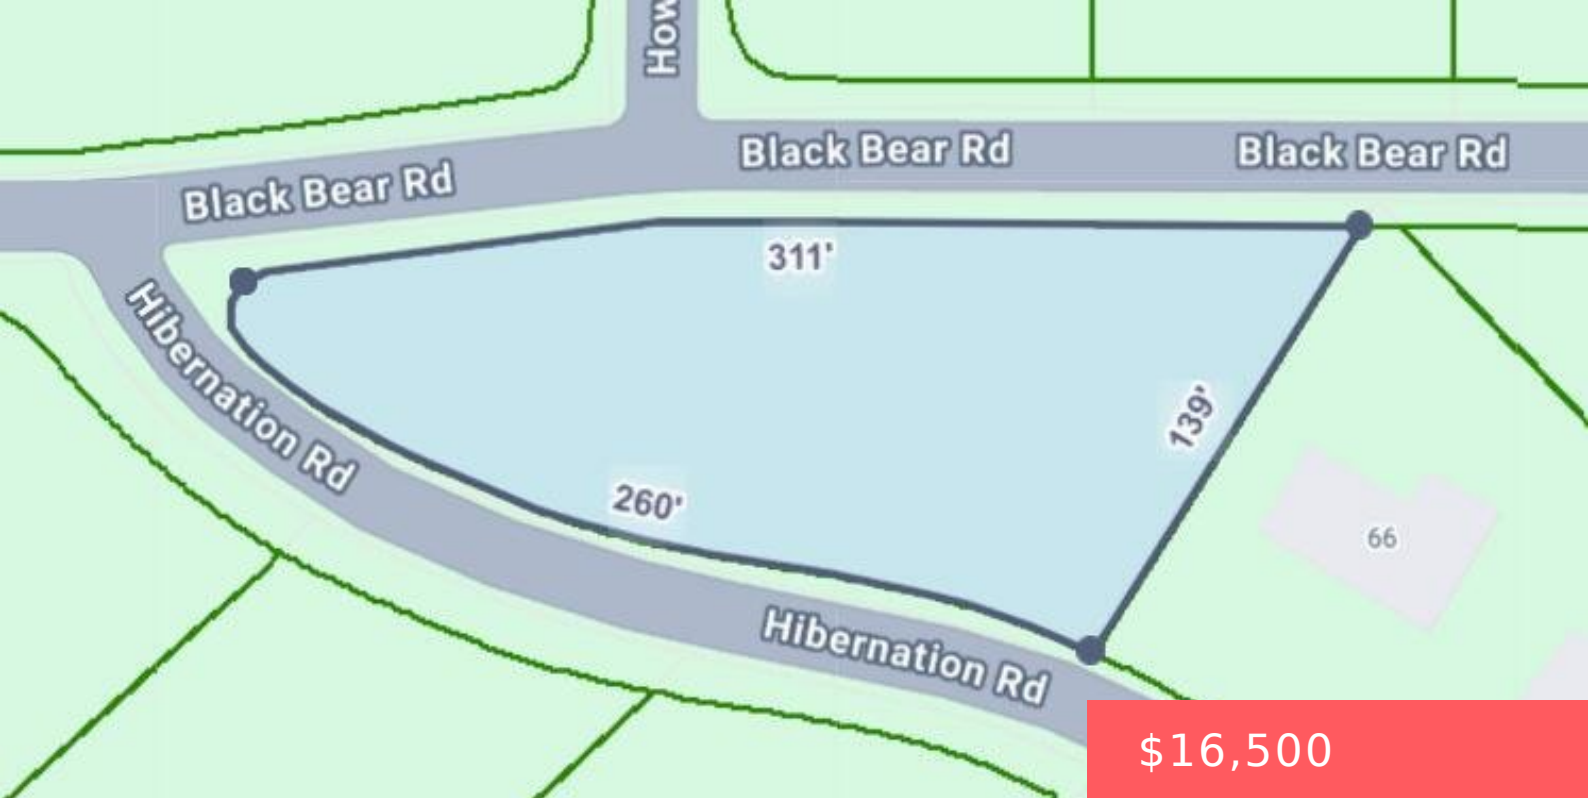 How
Black Bear Rd
Black Bear Rd
Black Bear Rd
311'
Hibernation Rd
139'
260'
66
Hibernation Rd
$16,500